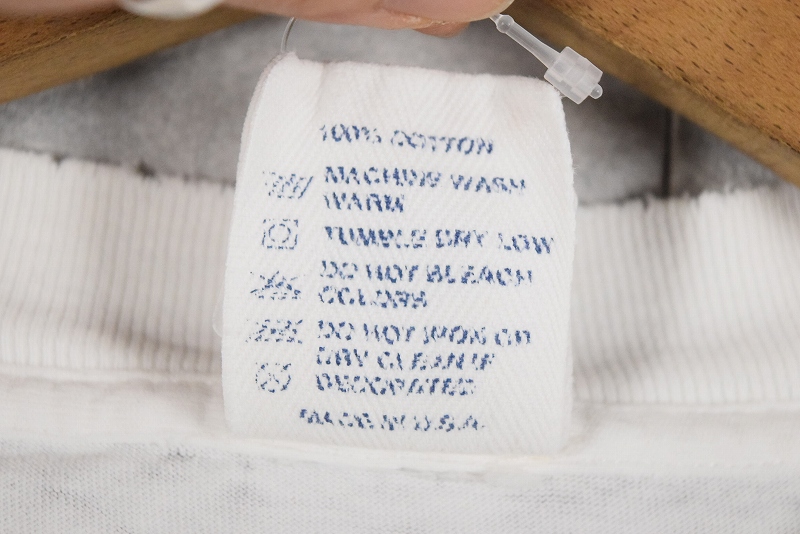 100% COTTON
MACHINE WASH
WARM
TUMBLE DRY LOW
DO NOT BLEACH
COLORS
DO NOT IRON OR
DRY CLEAN IF
DECORATED
MADE IN U.S.A.